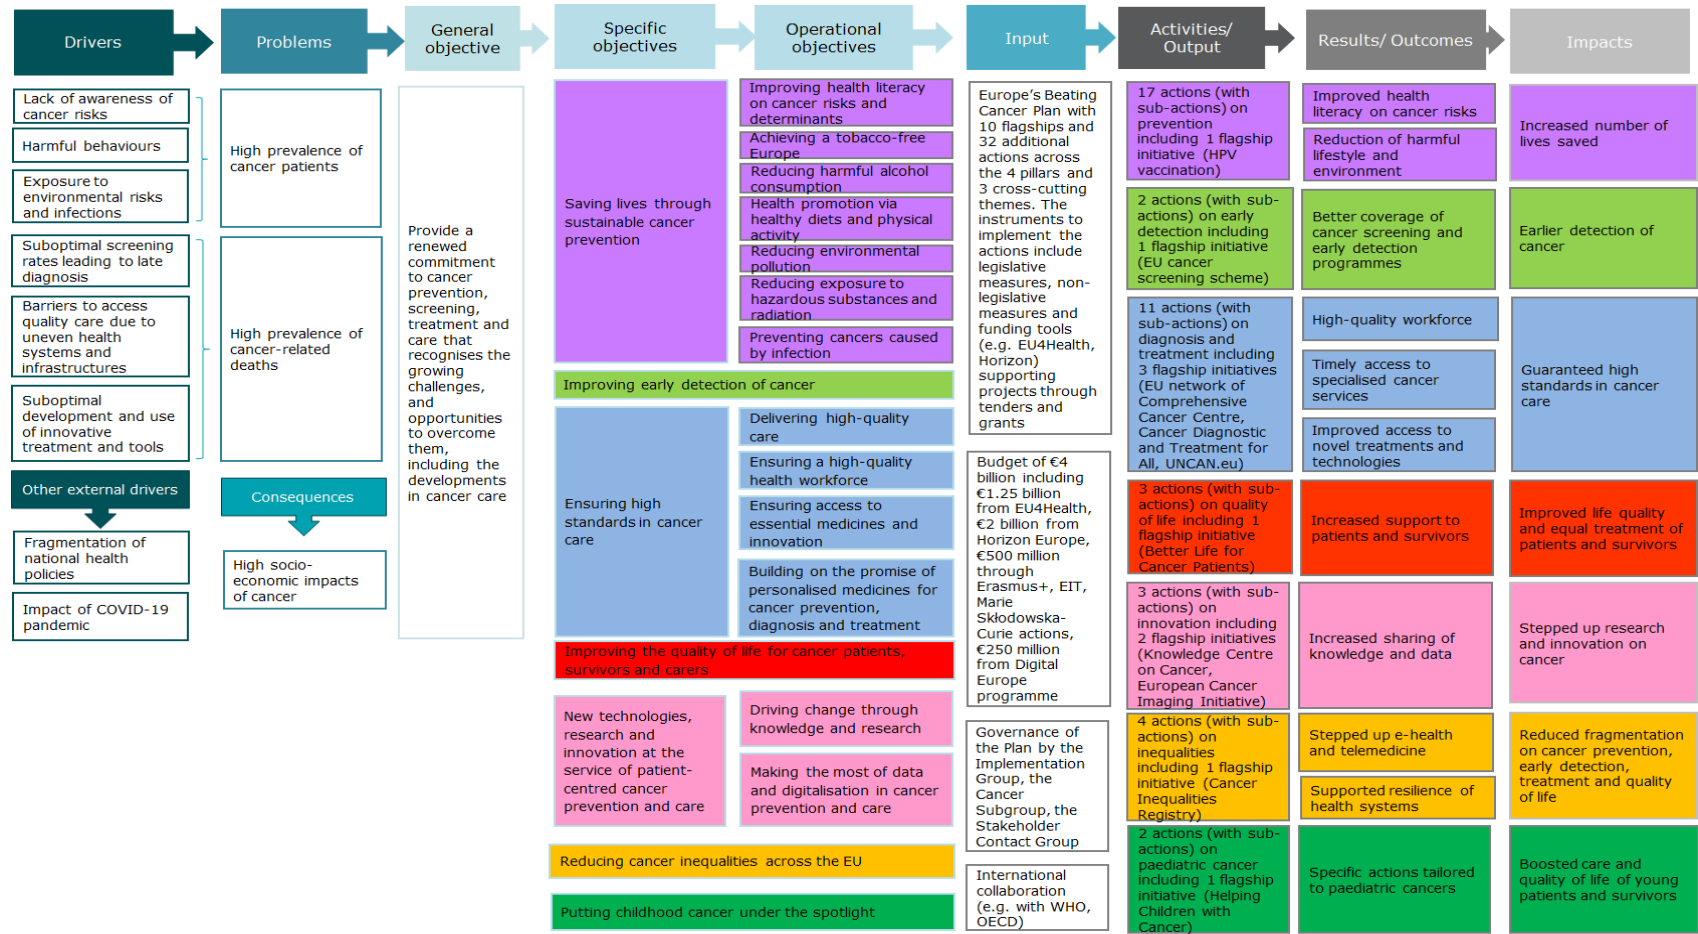 Drivers
Problems
General
objective
Specific
objectives
Operational
objectives
Input
Activities/
Output
Results/ Outcomes
Impacts
Lack of awareness of
cancer risks
Harmful behaviours
Exposure to
environmental risks
and infections
Suboptimal screening
rates leading to late
diagnosis
Barriers to access
quality care due to
uneven health
systems and
infrastructures
Suboptimal
development and use
of innovative
treatment and tools
Other external drivers
Fragmentation of
national health
policies
Impact of COVID-19
pandemic
High prevalence of
cancer patients
High prevalence of
cancer-related
deaths
Consequences
High socio-
economic impacts
of cancer
Provide a
renewed
commitment
to cancer
prevention,
screening,
treatment and
care that
recognises the
growing
challenges,
and
opportunities
to overcome
them,
including the
developments
in cancer care
Saving lives through
sustainable cancer
prevention
Improving health literacy
on cancer risks and
determinants
Achieving a tobacco-free
Europe
Reducing harmful alcohol
consumption
Health promotion via
healthy diets and physical
activity
Reducing environmental
pollution
Reducing exposure to
hazardous substances and
radiation
Preventing cancers caused
by infection
Improving early detection of cancer
Ensuring high
standards in cancer
care
Delivering high-quality
care
Ensuring a high-quality
health workforce
Ensuring access to
essential medicines and
innovation
Building on the promise of
personalised medicines for
cancer prevention,
diagnosis and treatment
Improving the quality of life for cancer patients,
survivors and carers
New technologies,
research and
innovation at the
service of patient-
centred cancer
prevention and care
Driving change through
knowledge and research
Making the most of data
and digitalisation in cancer
prevention and care
Reducing cancer inequalities across the EU
Putting childhood cancer under the spotlight
Europe's Beating
Cancer Plan with
10 flagships and
32 additional
actions across
the 4 pillars and
3 cross-cutting
themes. The
instruments to
implement the
actions include
legislative
measures, non-
legislative
measures and
funding tools
(e.g. EU4Health,
Horizon)
supporting
projects through
tenders and
grants
Budget of €4
billion including
€1.25 billion
from EU4Health,
€2 billion from
Horizon Europe,
€500 million
through
Erasmus+, EIT,
Marie
Skłodowska-
Curie actions,
€250 million
from Digital
Europe
programme
Governance of
the Plan by the
Implementation
Group, the
Cancer
Subgroup, the
Stakeholder
Contact Group
International
collaboration
(e.g. with WHO,
OECD)
17 actions (with
sub-actions) on
prevention
including 1 flagship
initiative (HPV
vaccination)
2 actions (with sub-
actions) on early
detection including
1 flagship initiative
(EU cancer
screening scheme)
11 actions (with
sub-actions) on
diagnosis and
treatment including
3 flagship initiatives
(EU network of
Comprehensive
Cancer Centre,
Cancer Diagnostic
and Treatment for
All, UNCAN.eu)
3 actions (with sub-
actions) on quality
of life including 1
flagship initiative
(Better Life for
Cancer Patients)
3 actions (with sub-
actions) on
innovation including
2 flagship initiatives
(Knowledge Centre
on Cancer,
European Cancer
Imaging Initiative)
4 actions (with sub-
actions) on
inequalities
including 1 flagship
initiative (Cancer
Inequalities
Registry)
2 actions (with sub-
actions) on
paediatric cancer
including 1 flagship
initiative (Helping
Children with
Cancer)
Improved health
literacy on cancer risks
Reduction of harmful
lifestyle and
environment
Better coverage of
cancer screening and
early detection
programmes
High-quality workforce
Timely access to
specialised cancer
services
Improved access to
novel treatments and
technologies
Increased support to
patients and survivors
Increased sharing of
knowledge and data
Stepped up e-health
and telemedicine
Supported resilience of
health systems
Specific actions tailored
to paediatric cancers
Increased number of
lives saved
Earlier detection of
cancer
Guaranteed high
standards in cancer
care
Improved life quality
and equal treatment of
patients and survivors
Stepped up research
and innovation on
cancer
Reduced fragmentation
on cancer prevention,
early detection,
treatment and quality
of life
Boosted care and
quality of life of young
patients and survivors